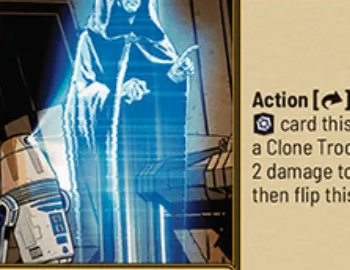 Action [
card this
a Clone Troo
2 damage to
then flip this